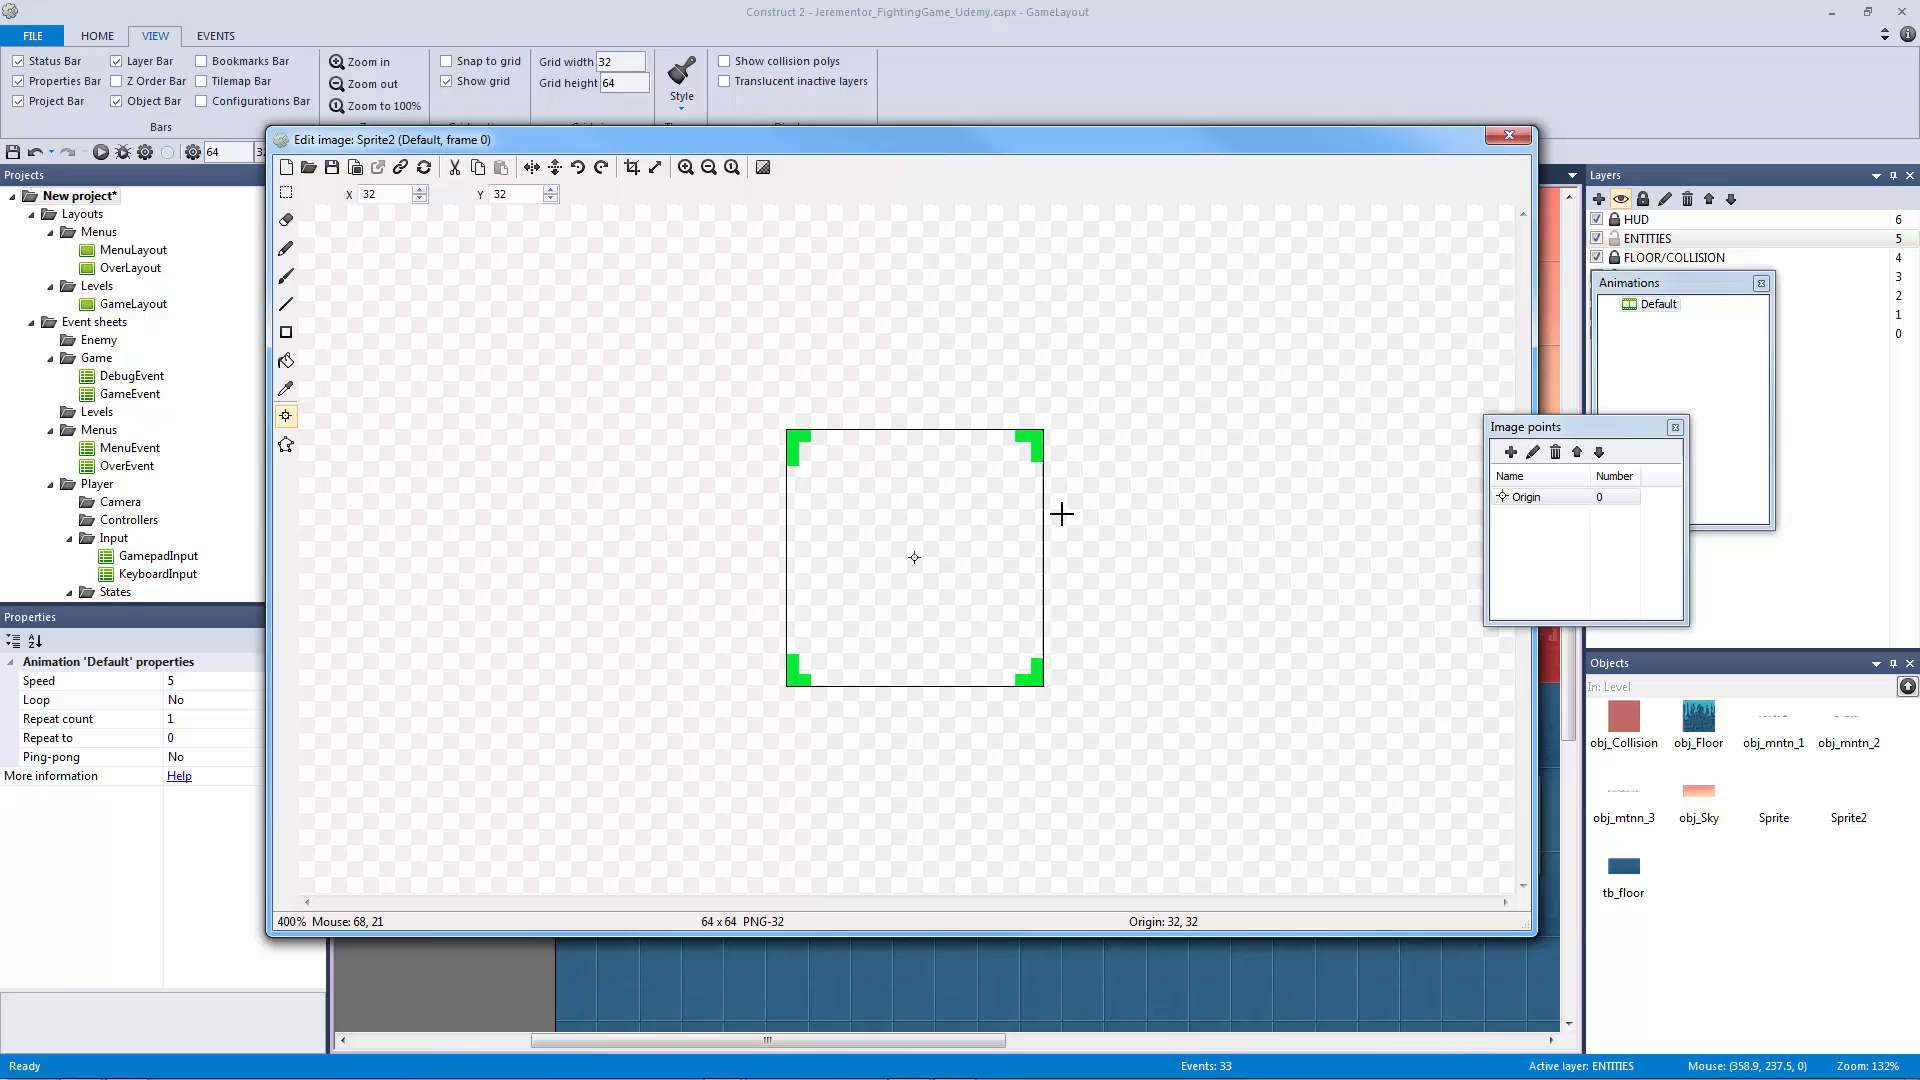 Construct 2 - Jerementor_FightingGame_Udemy.capx - GameLayout
FILE HOME VIEW EVENTS
Status Bar Layer Bar Bookmarks Bar Zoom in Snap to grid Grid width 32 Show collision polys
Properties Bar Z Order Bar Tilemap Bar Zoom out Show grid Grid height 64 Translucent inactive layers
Project Bar Object Bar Configurations Bar Zoom to 100% Style
Bars
Edit image: Sprite2 (Default, frame 0)
64
X 32 Y 32
Projects
New project*
Layouts
Menus
MenuLayout
OverLayout
Levels
GameLayout
Event sheets
Enemy
Game
DebugEvent
GameEvent
Levels
Menus
MenuEvent
OverEvent
Player
Camera
Controllers
Input
GamepadInput
KeyboardInput
States
Properties
Animation 'Default' properties
Speed 5
Loop No
Repeat count 1
Repeat to 0
Ping-pong No
More information Help
400% Mouse: 68, 21 64 x 64 PNG-32 Origin: 32, 32
Layers
HUD 6
ENTITIES 5
FLOOR/COLLISION 4
3
2
1
0
Animations
Default
Image points
Name Number
Origin 0
Objects
In: Level
obj_Collision obj_Floor obj_mntn_1 obj_mntn_2
obj_mtnn_3 obj_Sky Sprite Sprite2
tb_floor
Ready Events: 33 Active layer: ENTITIES Mouse: (358.9, 237.5, 0) Zoom: 132%